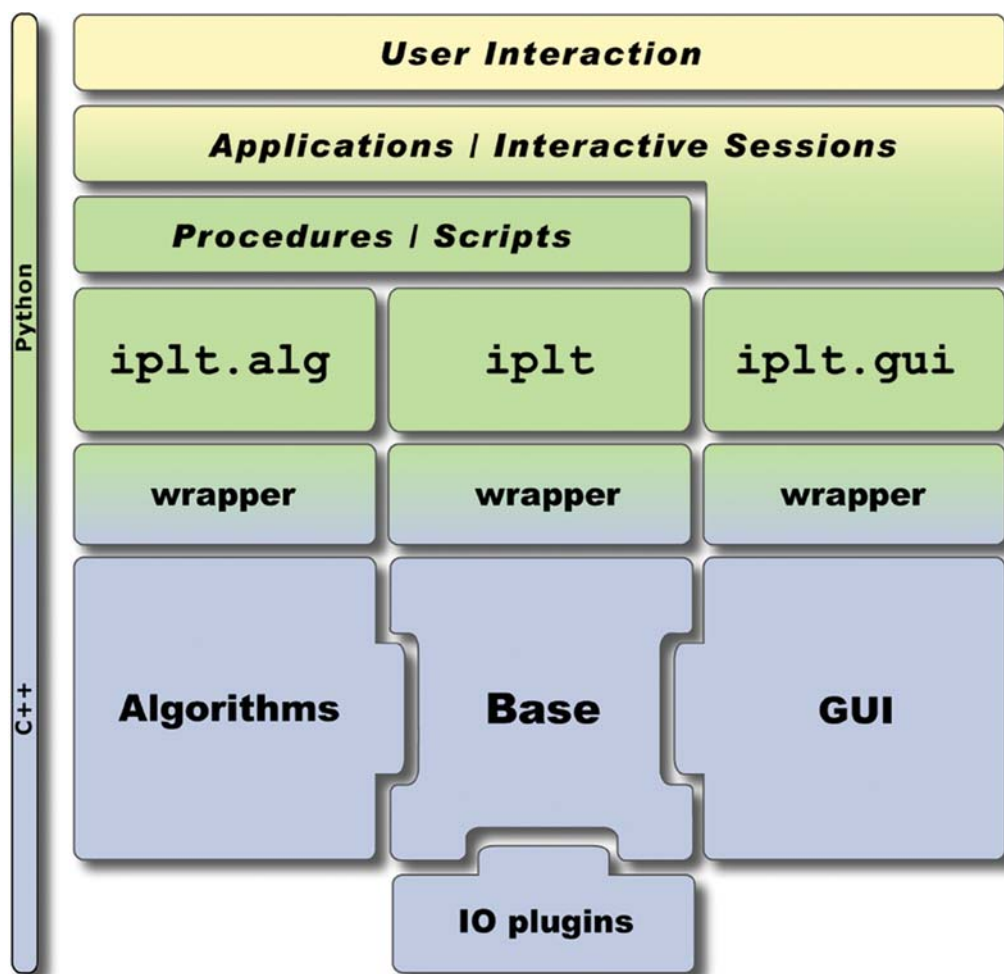 User Interaction
Applications / Interactive Sessions
Procedures / Scripts
Python
iplt.alg
iplt
iplt.gui
wrapper
wrapper
wrapper
C++
Algorithms
Base
GUI
IO plugins